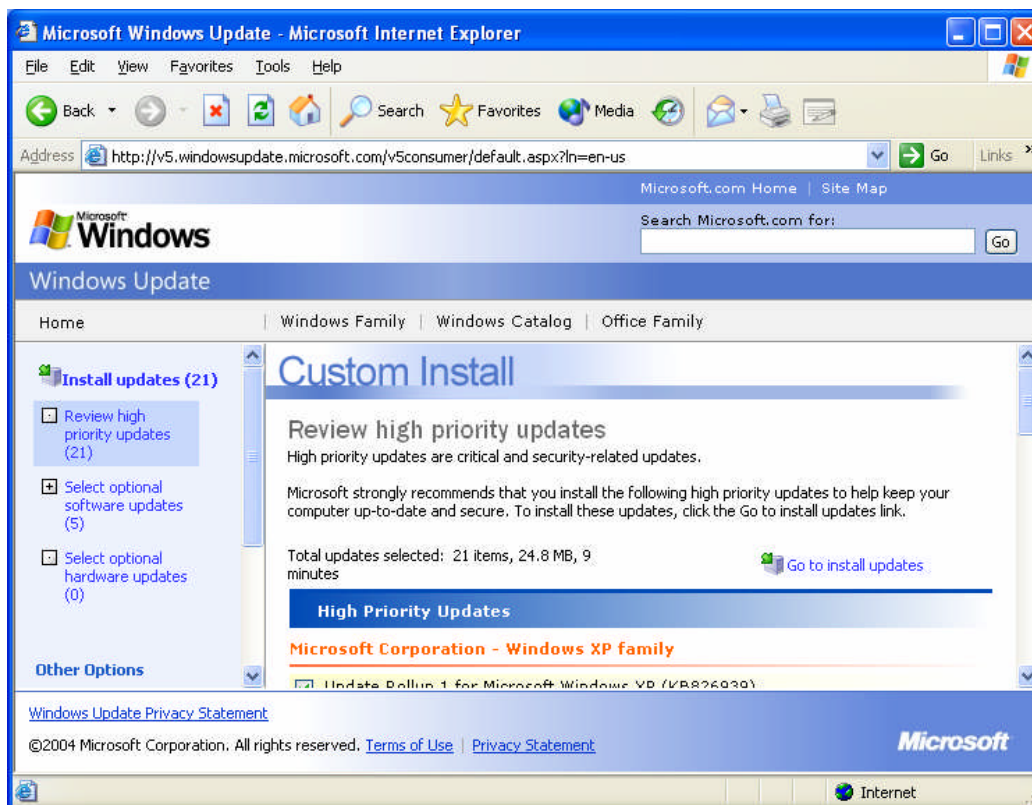 Microsoft Windows Update - Microsoft Internet Explorer
File Edit View Favorites Tools Help
Back Search Favorites Media
Address http://v5.windowsupdate.microsoft.com/v5consumer/default.aspx?ln=en-us Go Links »
Microsoft.com Home | Site Map
Microsoft
Windows
Search Microsoft.com for:
Go
Windows Update
Home | Windows Family | Windows Catalog | Office Family
Install updates (21)
Review high
priority updates
(21)
Select optional
software updates
(5)
Select optional
hardware updates
(0)
Other Options
Custom Install
Review high priority updates
High priority updates are critical and security-related updates.
Microsoft strongly recommends that you install the following high priority updates to help keep your
computer up-to-date and secure. To install these updates, click the Go to install updates link.
Total updates selected: 21 items, 24.8 MB, 9
minutes
Go to install updates
High Priority Updates
Microsoft Corporation - Windows XP family
Update Rollup 1 for Microsoft Windows XP (KB826939)
Windows Update Privacy Statement
©2004 Microsoft Corporation. All rights reserved. Terms of Use | Privacy Statement
Microsoft
Internet